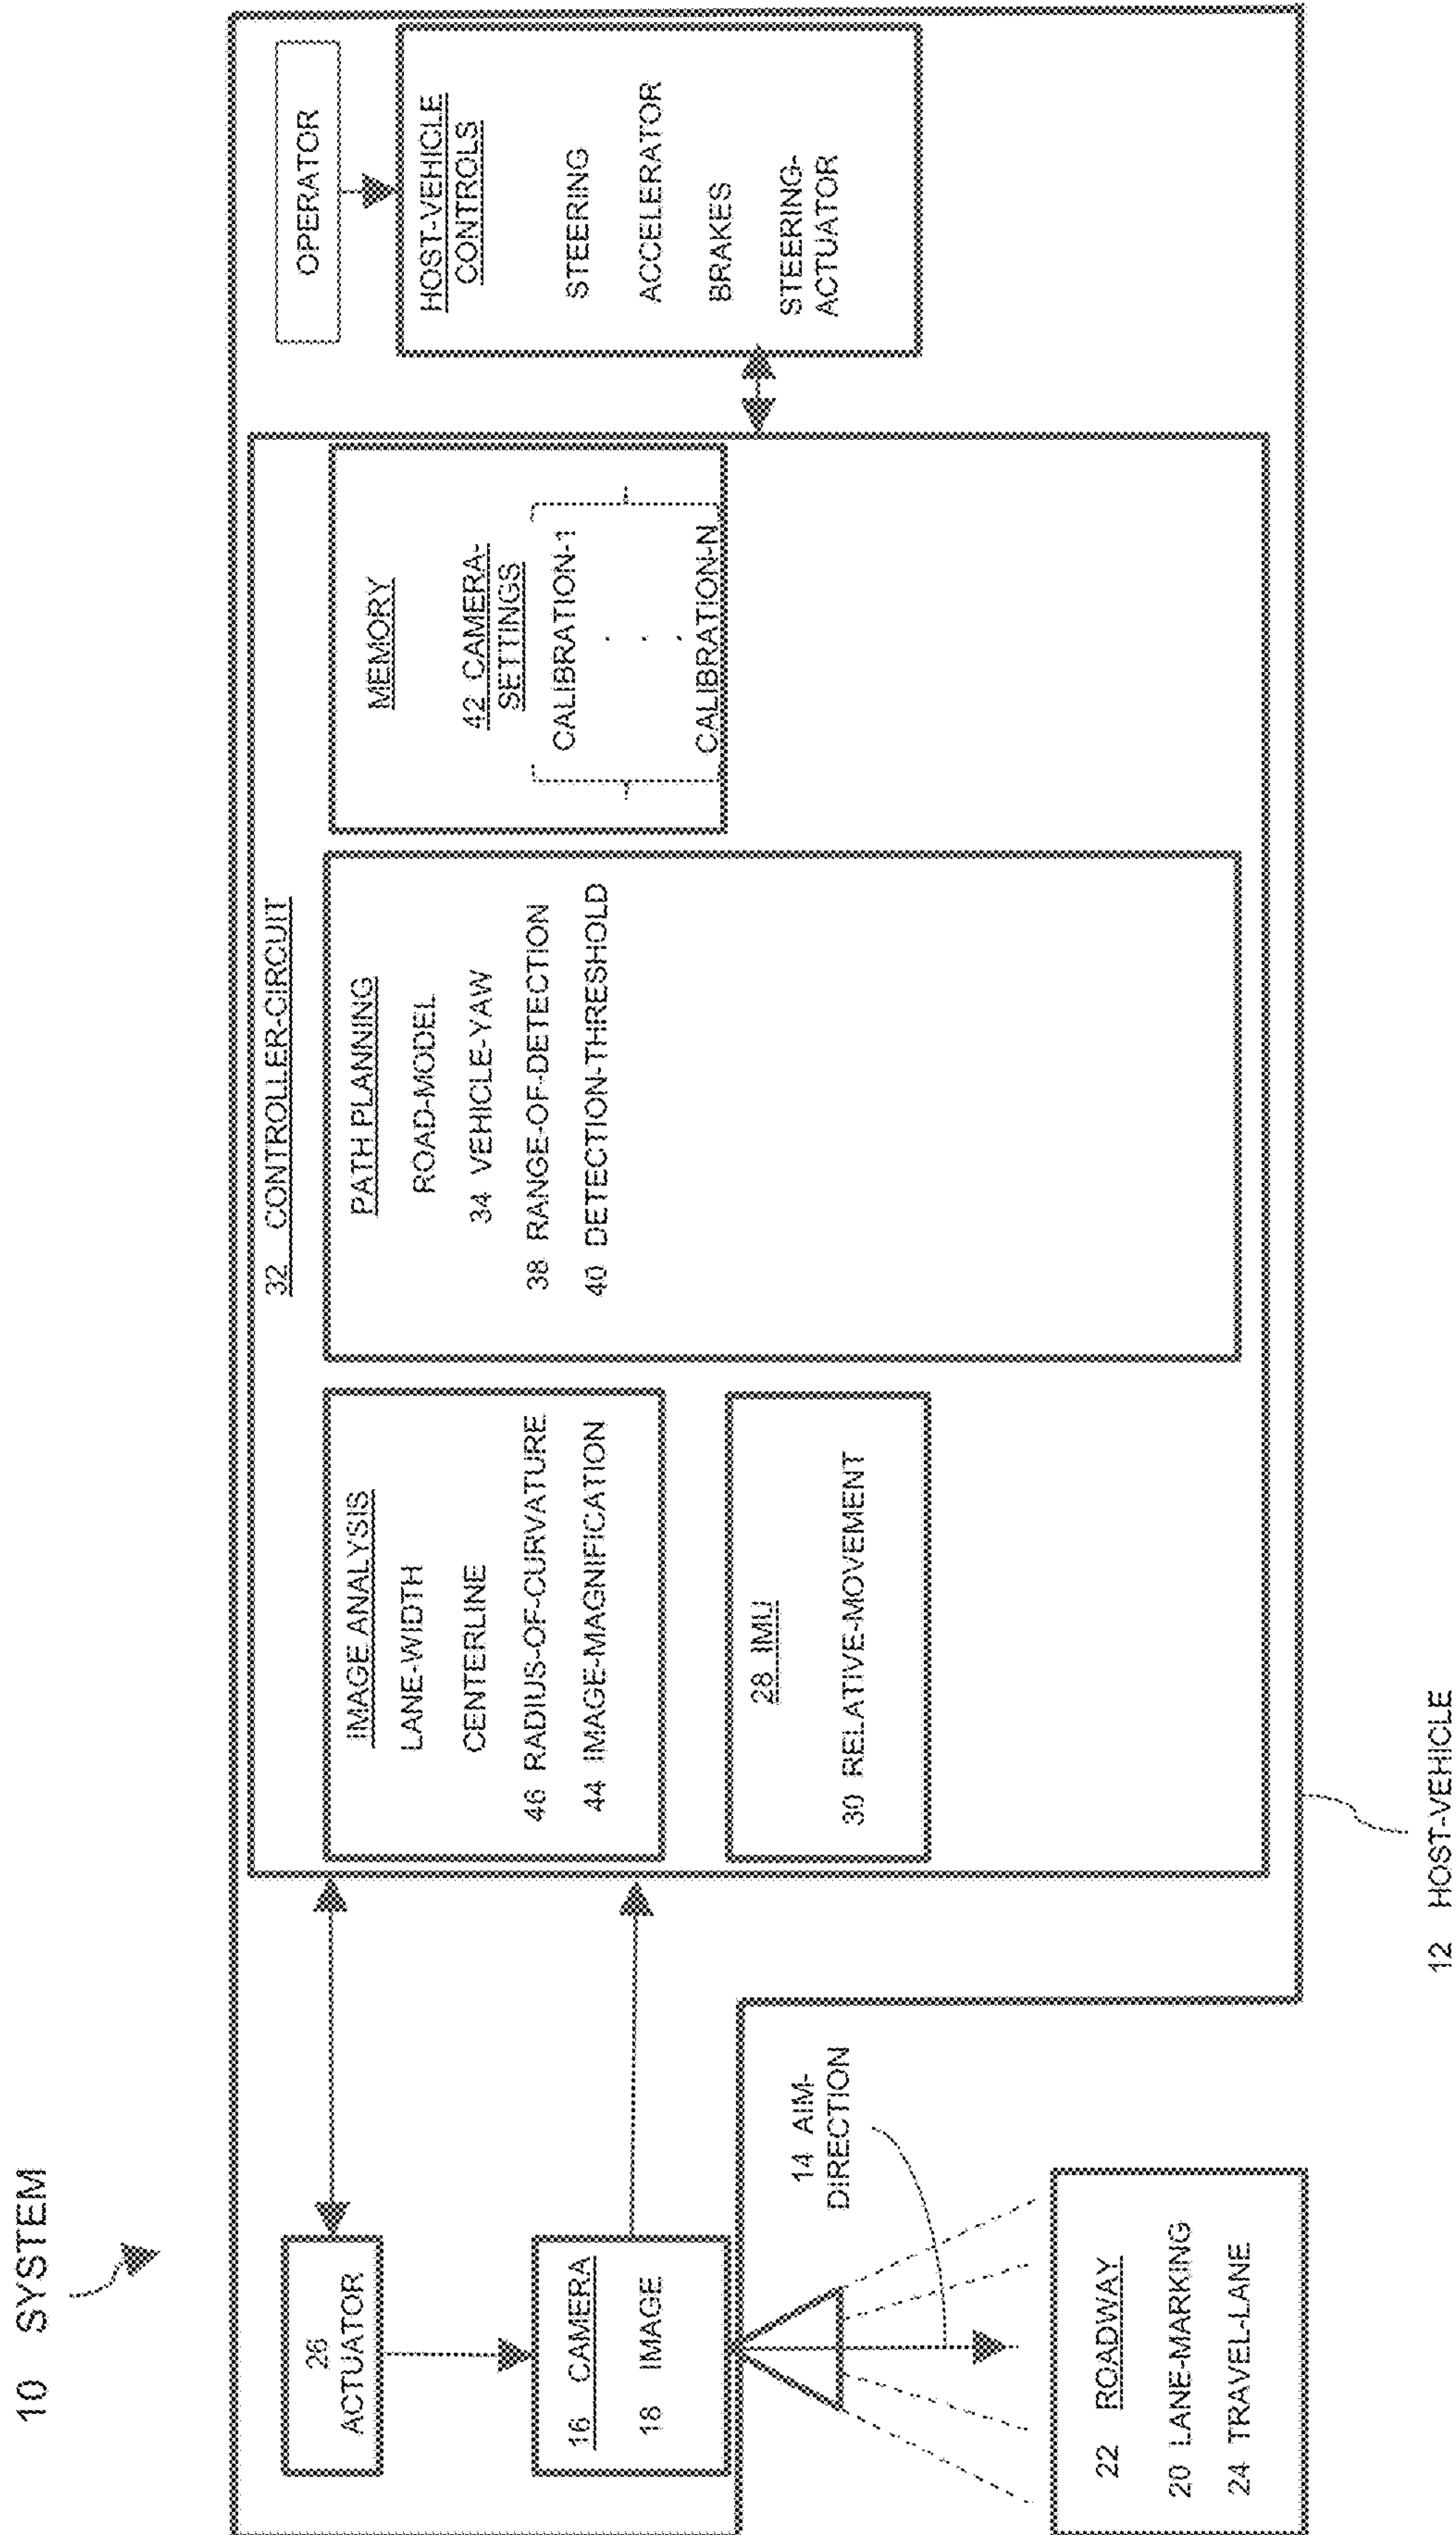 10 SYSTEM
26
ACTUATOR
16 CAMERA
18 IMAGE
14 AIM-
DIRECTION
22 ROADWAY
20 LANE-MARKING
24 TRAVEL-LANE
12 HOST-VEHICLE
32 CONTROLLER-CIRCUIT
IMAGE ANALYSIS
LANE-WIDTH
CENTERLINE
46 RADIUS-OF-CURVATURE
44 IMAGE-MAGNIFICATION
28 IMU
30 RELATIVE-MOVEMENT
PATH PLANNING
ROAD-MODEL
34 VEHICLE-YAW
38 RANGE-OF-DETECTION
40 DETECTION-THRESHOLD
MEMORY
42 CAMERA-
SETTINGS
CALIBRATION-1
.
.
.
CALIBRATION-N
OPERATOR
HOST-VEHICLE
CONTROLS
STEERING
ACCELERATOR
BRAKES
STEERING-
ACTUATOR